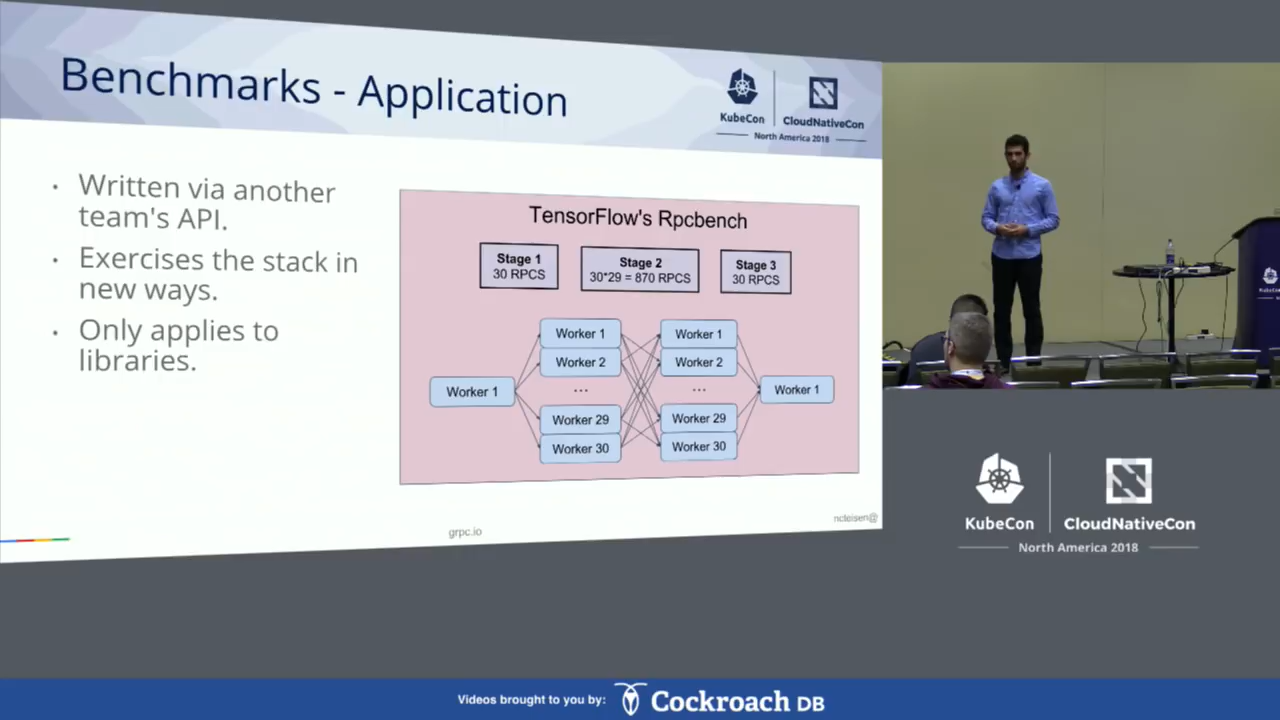 Benchmarks - Application
KubeCon
CloudNativeCon
North America 2018
• Written via another
team's API.
• Exercises the stack in
new ways.
• Only applies to
libraries.
TensorFlow's Rpcbench
Stage 1
30 RPCS
Stage 2
30*29 = 870 RPCS
Stage 3
30 RPCS
Worker 1
Worker 1
Worker 2
...
Worker 29
Worker 30
Worker 1
Worker 2
...
Worker 29
Worker 30
Worker 1
grpc.io
ncteisen@
KubeCon
CloudNativeCon
North America 2018
Videos brought to you by:
Cockroach DB